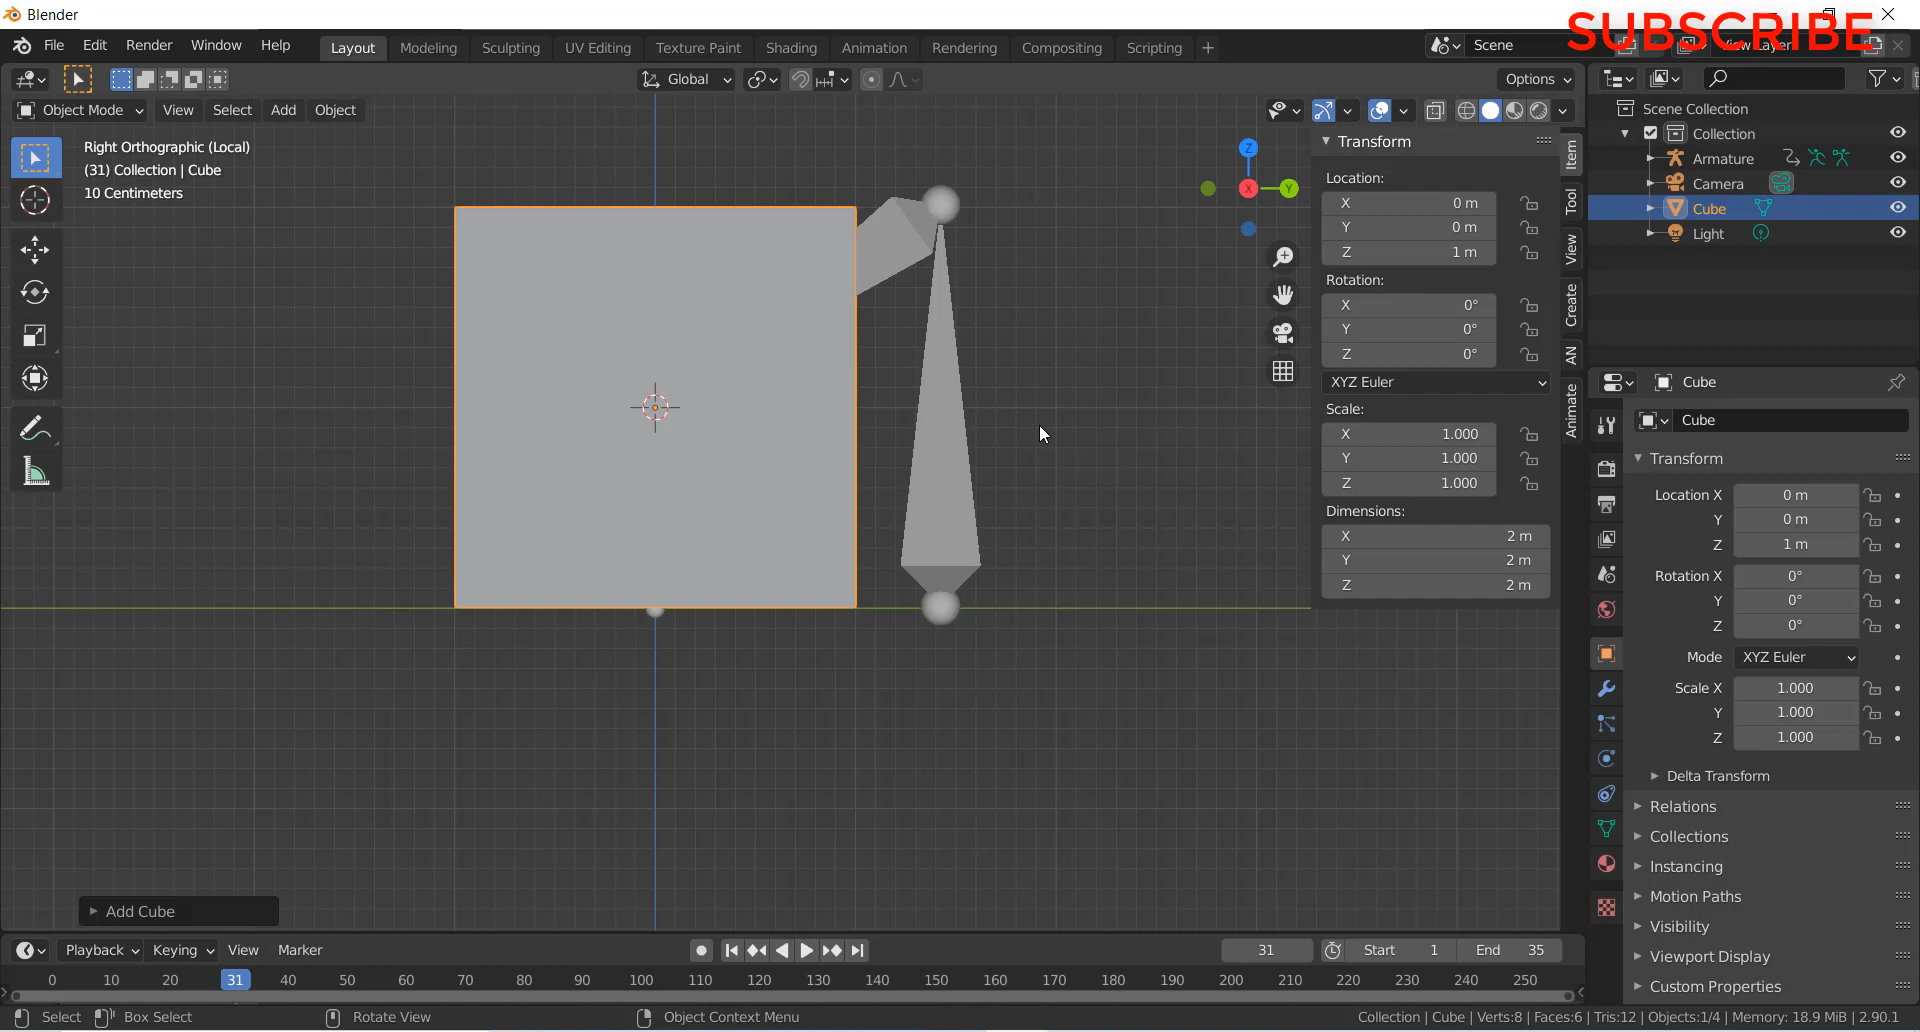 Blender
SUBSCRIBE
File Edit Render Window Help
Layout Modeling Sculpting UV Editing Texture Paint Shading Animation Rendering Compositing Scripting +
Scene
View Layer
Global
Options
Object Mode View Select Add Object
Right Orthographic (Local)
(31) Collection | Cube
10 Centimeters
Z
X
Y
Transform
Location:
X 0 m
Y 0 m
Z 1 m
Rotation:
X 0°
Y 0°
Z 0°
XYZ Euler
Scale:
X 1.000
Y 1.000
Z 1.000
Dimensions:
X 2 m
Y 2 m
Z 2 m
Item
Tool
View
Create
AN
Animate
Scene Collection
Collection
Armature
Camera
Cube
Light
Cube
Cube
Transform
Location X 0 m
Y 0 m
Z 1 m
Rotation X 0°
Y 0°
Z 0°
Mode XYZ Euler
Scale X 1.000
Y 1.000
Z 1.000
Delta Transform
Relations
Collections
Instancing
Motion Paths
Visibility
Viewport Display
Custom Properties
Add Cube
Playback Keying View Marker
31 Start 1 End 35
0 10 20 31 40 50 60 70 80 90 100 110 120 130 140 150 160 170 180 190 200 210 220 230 240 250
Select Box Select Rotate View Object Context Menu
Collection | Cube | Verts:8 | Faces:6 | Tris:12 | Objects:1/4 | Memory: 18.9 MiB | 2.90.1